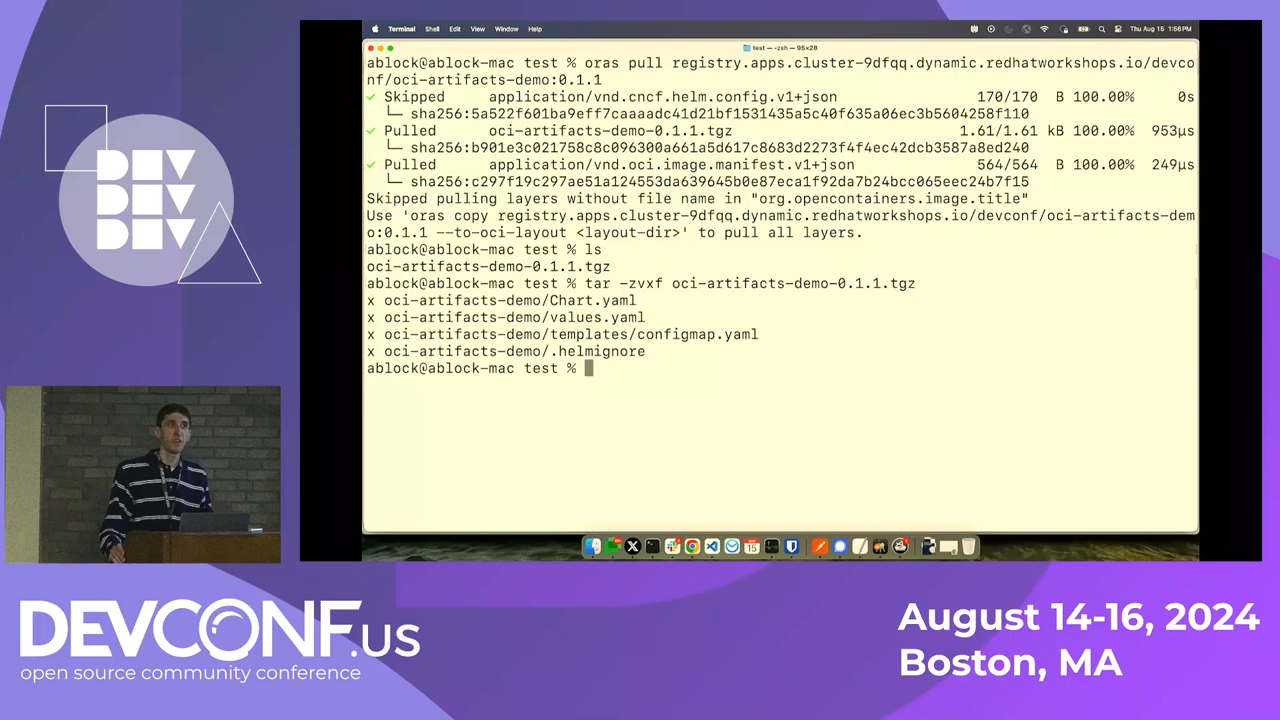 Terminal Shell Edit View Window Help Thu Aug 15 1:56PM
test — -zsh — 95×28
ablock@ablock-mac test % oras pull registry.apps.cluster-9dfqq.dynamic.redhatworkshops.io/devco
nf/oci-artifacts-demo:0.1.1
✓ Skipped application/vnd.cncf.helm.config.v1+json 170/170 B 100.00% 0s
└─ sha256:5a522f601ba9eff7caaaadc41d21bf1531435a5c40f635a06ec3b5604258f110
✓ Pulled oci-artifacts-demo-0.1.1.tgz 1.61/1.61 kB 100.00% 953µs
└─ sha256:b901e3c021758c8c096300a661a5d617c8683d2273f4f4ec42dcb3587a8ed240
✓ Pulled application/vnd.oci.image.manifest.v1+json 564/564 B 100.00% 249µs
└─ sha256:c297f19c297ae51a124553da639645b0e87eca1f92da7b24bcc065eec24b7f15
Skipped pulling layers without file name in "org.opencontainers.image.title"
Use 'oras copy registry.apps.cluster-9dfqq.dynamic.redhatworkshops.io/devconf/oci-artifacts-dem
o:0.1.1 --to-oci-layout <layout-dir>' to pull all layers.
ablock@ablock-mac test % ls
oci-artifacts-demo-0.1.1.tgz
ablock@ablock-mac test % tar -zvxf oci-artifacts-demo-0.1.1.tgz
x oci-artifacts-demo/Chart.yaml
x oci-artifacts-demo/values.yaml
x oci-artifacts-demo/templates/configmap.yaml
x oci-artifacts-demo/.helmignore
ablock@ablock-mac test %
DEV
DEV
DEV
DEVCONF.US
open source community conference
August 14-16, 2024
Boston, MA